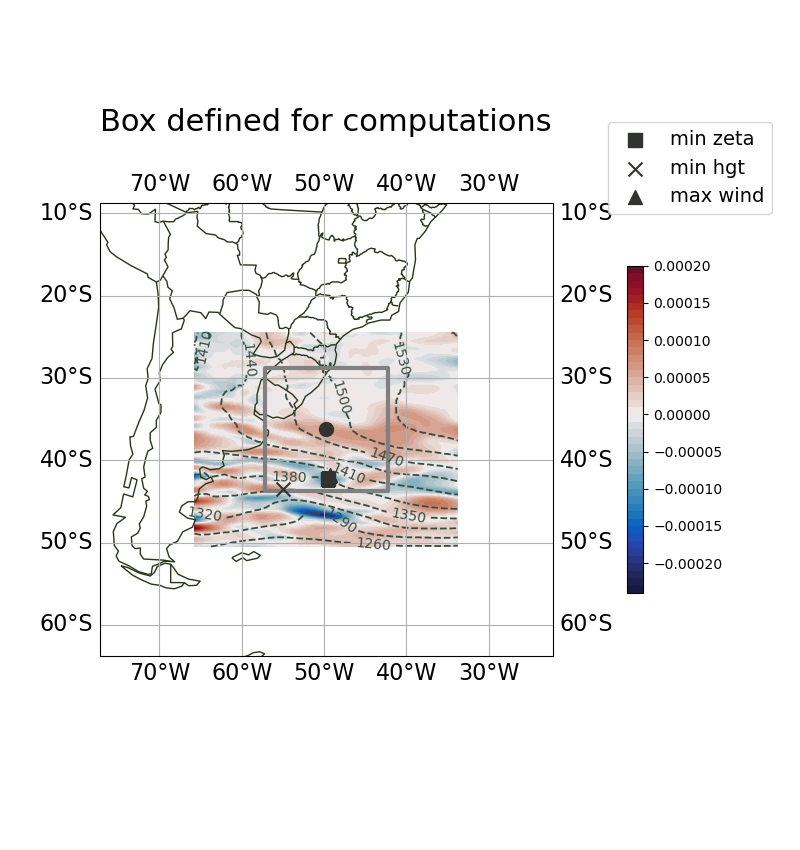 Box defined for computations
min zeta
min hgt
max wind
70°W 60°W 50°W 40°W 30°W
10°S 10°S
20°S 20°S
30°S 30°S
40°S 40°S
50°S 50°S
60°S 60°S
70°W 60°W 50°W 40°W 30°W
1410
1440
1530
1500
1470
1410
1380
1320
1290
1350
1260
0.00020
0.00015
0.00010
0.00005
0.00000
−0.00005
−0.00010
−0.00015
−0.00020